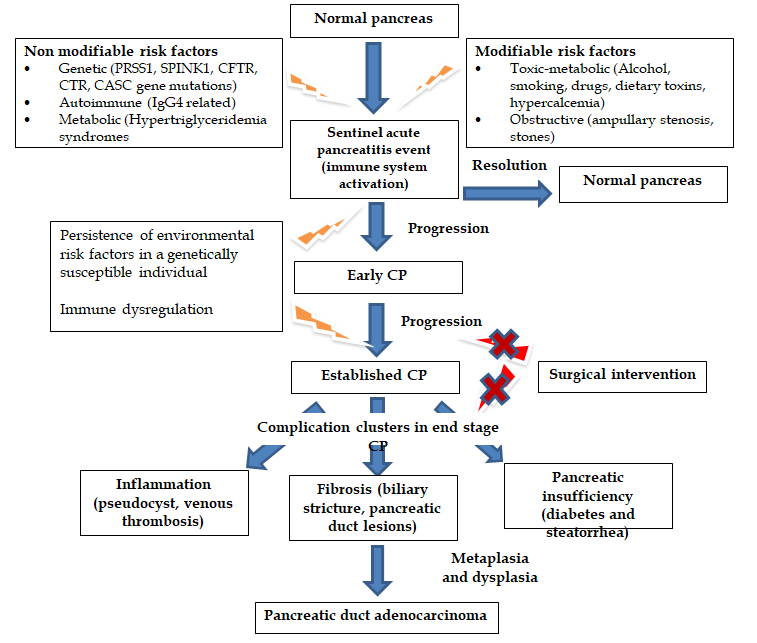 Normal pancreas
Non modifiable risk factors
• Genetic (PRSS1, SPINK1, CFTR,
CTR, CASC gene mutations)
• Autoimmune (IgG4 related)
• Metabolic (Hypertriglyceridemia
syndromes
Modifiable risk factors
• Toxic-metabolic (Alcohol,
smoking, drugs, dietary toxins,
hypercalcemia)
• Obstructive (ampullary stenosis,
stones)
Sentinel acute
pancreatitis event
(immune system
activation)
Resolution
Normal pancreas
Progression
Persistence of environmental
risk factors in a genetically
susceptible individual
Immune dysregulation
Early CP
Progression
Established CP
Surgical intervention
Complication clusters in end stage
CP
Inflammation
(pseudocyst, venous
thrombosis)
Fibrosis (biliary
stricture, pancreatic
duct lesions)
Pancreatic
insufficiency
(diabetes and
steatorrhea)
Metaplasia
and dysplasia
Pancreatic duct adenocarcinoma